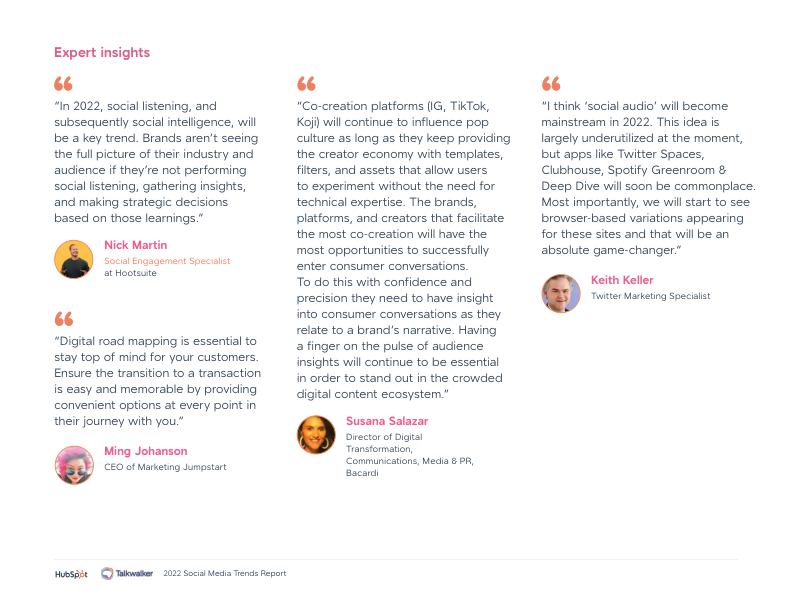 Expert insights
“In 2022, social listening, and
subsequently social intelligence, will
be a key trend. Brands aren’t seeing
the full picture of their industry and
audience if they’re not performing
social listening, gathering insights,
and making strategic decisions
based on those learnings.”
Nick Martin
Social Engagement Specialist
at Hootsuite
“Digital road mapping is essential to
stay top of mind for your customers.
Ensure the transition to a transaction
is easy and memorable by providing
convenient options at every point in
their journey with you.”
Ming Johanson
CEO of Marketing Jumpstart
“Co-creation platforms (IG, TikTok,
Koji) will continue to influence pop
culture as long as they keep providing
the creator economy with templates,
filters, and assets that allow users
to experiment without the need for
technical expertise. The brands,
platforms, and creators that facilitate
the most co-creation will have the
most opportunities to successfully
enter consumer conversations.
To do this with confidence and
precision they need to have insight
into consumer conversations as they
relate to a brand’s narrative. Having
a finger on the pulse of audience
insights will continue to be essential
in order to stand out in the crowded
digital content ecosystem.”
Susana Salazar
Director of Digital
Transformation,
Communications, Media & PR,
Bacardi
“I think ‘social audio’ will become
mainstream in 2022. This idea is
largely underutilized at the moment,
but apps like Twitter Spaces,
Clubhouse, Spotify Greenroom &
Deep Dive will soon be commonplace.
Most importantly, we will start to see
browser-based variations appearing
for these sites and that will be an
absolute game-changer.”
Keith Keller
Twitter Marketing Specialist
HubSpot Talkwalker 2022 Social Media Trends Report